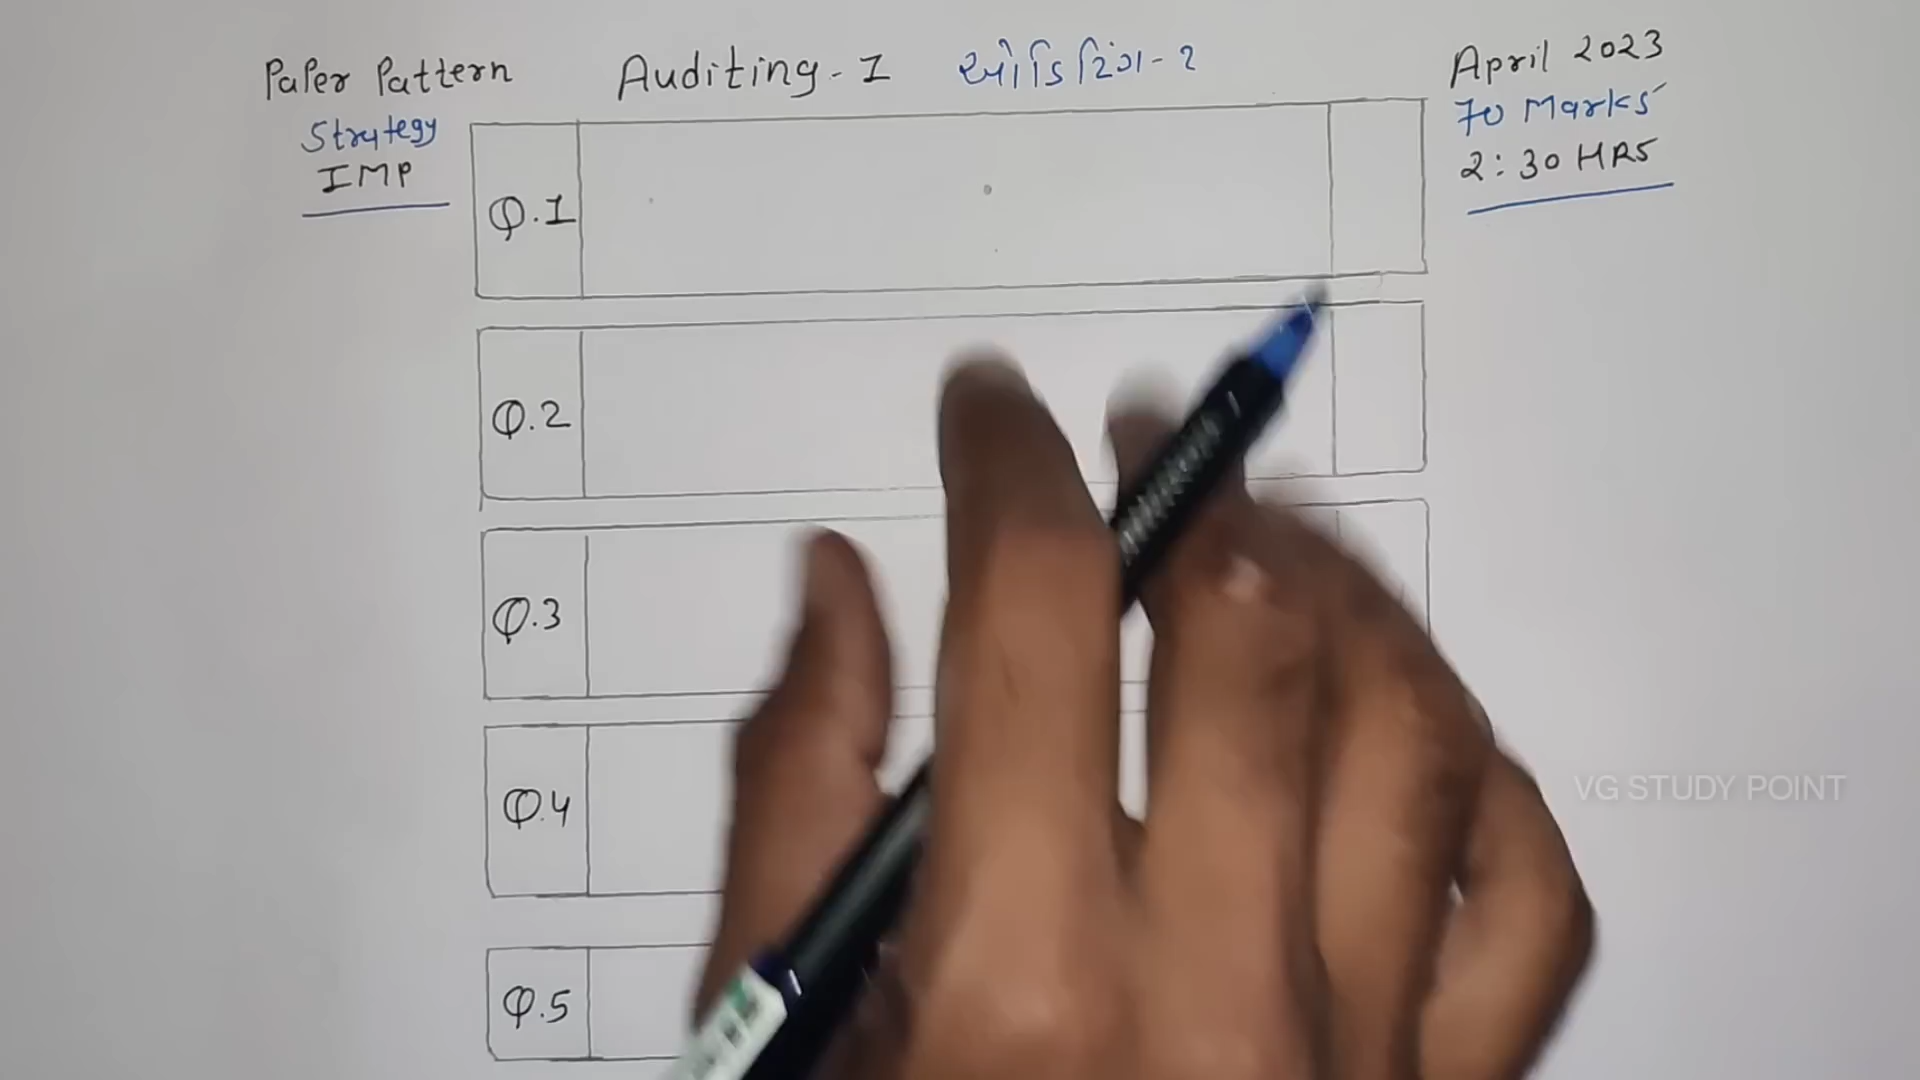 Paper Pattern
Strategy
IMP
Auditing - I ઓડિટિંગ - ૧
April 2023
70 Marks
2:30 HRS
Q.1
Q.2
Q.3
Q.4
Q.5
VG STUDY POINT